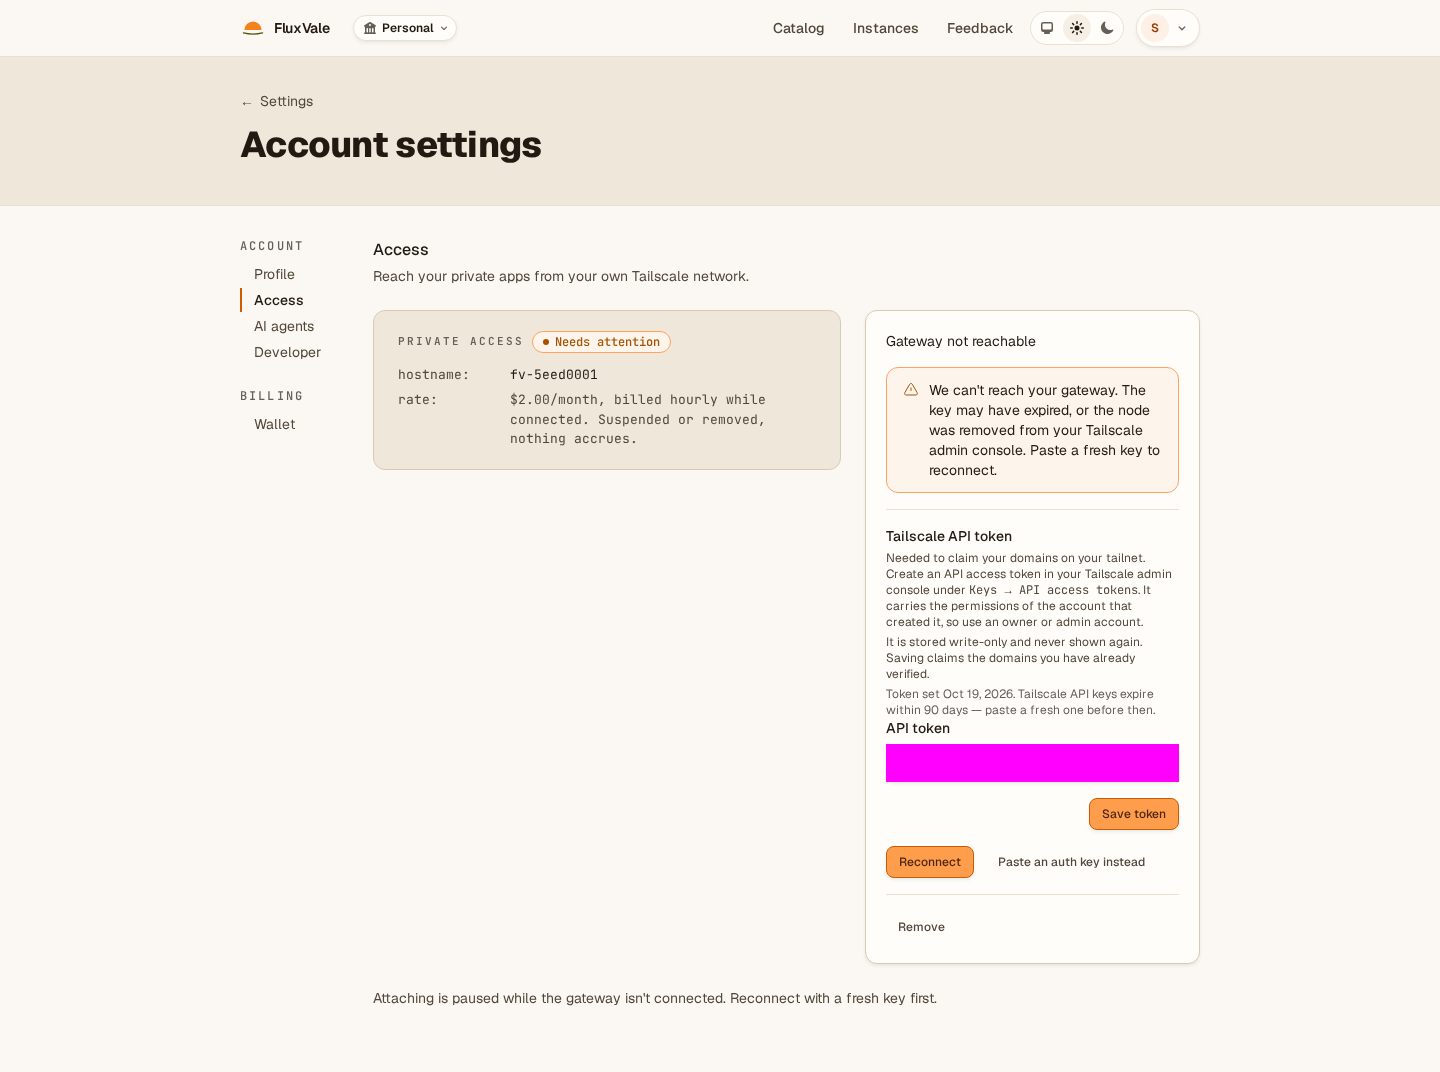 FluxVale
Personal
Catalog
Instances
Feedback
S
← Settings
Account settings
ACCOUNT
Profile
Access
AI agents
Developer
BILLING
Wallet
Access
Reach your private apps from your own Tailscale network.
PRIVATE ACCESS
Needs attention
hostname: fv-5eed0001
rate: $2.00/month, billed hourly while
connected. Suspended or removed,
nothing accrues.
Gateway not reachable
We can't reach your gateway. The
key may have expired, or the node
was removed from your Tailscale
admin console. Paste a fresh key to
reconnect.
Tailscale API token
Needed to claim your domains on your tailnet.
Create an API access token in your Tailscale admin
console under Keys → API access tokens. It
carries the permissions of the account that
created it, so use an owner or admin account.
It is stored write-only and never shown again.
Saving claims the domains you have already
verified.
Token set Oct 19, 2026. Tailscale API keys expire
within 90 days — paste a fresh one before then.
API token
Save token
Reconnect
Paste an auth key instead
Remove
Attaching is paused while the gateway isn't connected. Reconnect with a fresh key first.